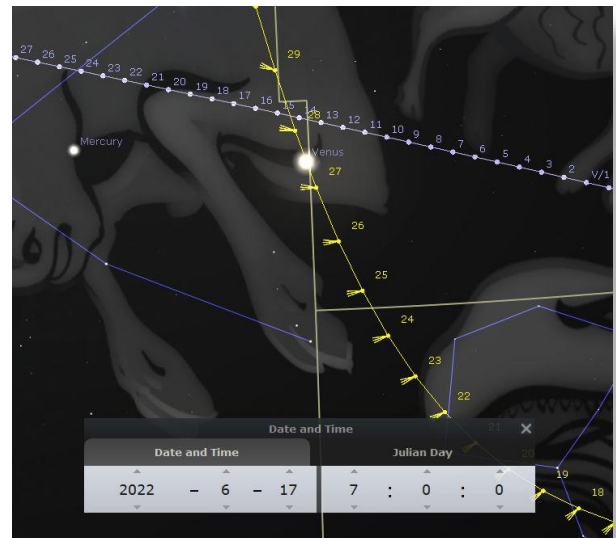 29
27 26 25 24 23 22 21 20 19 18 17 16 15 14 13 12 11 10 9 8 7 6 5 4 3 2 V/1
28
Mercury
Venus
27
26
25
24
23
22
21
20
19
18
Date and Time ×
Date and Time Julian Day
2022 - 6 - 17 7 : 0 : 0